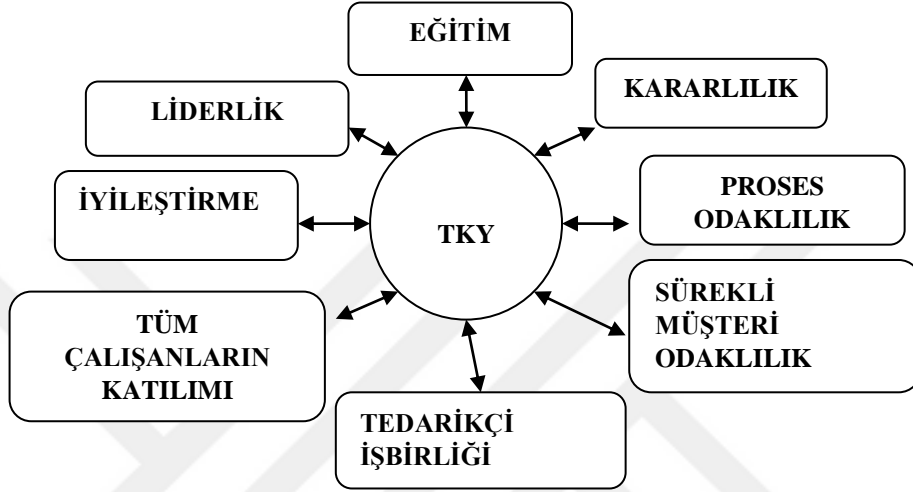 EĞİTİM
KARARLILIK
LİDERLİK
PROSES
ODAKLILIK
İYİLEŞTİRME
TKY
SÜREKLİ
MÜŞTERİ
ODAKLILIK
TÜM
ÇALIŞANLARIN
KATILIMI
TEDARİKÇİ
İŞBİRLİĞİ